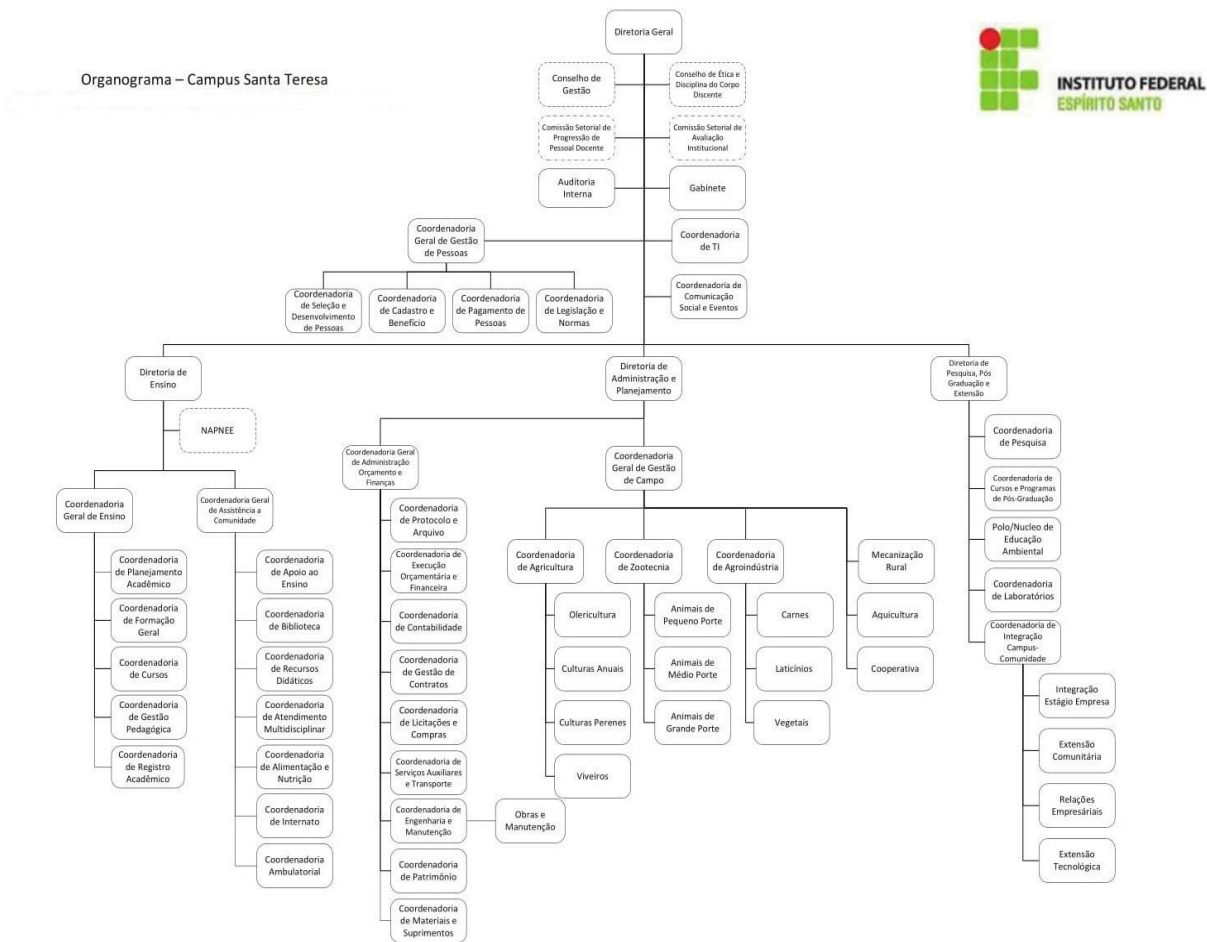 Organograma – Campus Santa Teresa
INSTITUTO FEDERAL
ESPÍRITO SANTO
Diretoria Geral
Conselho de
Gestão
Conselho de Ética e
Disciplina do Corpo
Discente
Comissão Setorial de
Progressão de
Pessoal Docente
Comissão Setorial de
Avaliação
Institucional
Auditoria
Interna
Gabinete
Coordenadoria
Geral de Gestão
de Pessoas
Coordenadoria
de TI
Coordenadoria
de Seleção e
Desenvolvimento
de Pessoas
Coordenadoria
de Cadastro e
Benefício
Coordenadoria
de Pagamento de
Pessoas
Coordenadoria
de Legislação e
Normas
Coordenadoria de
Comunicação
Social e Eventos
Diretoria de
Ensino
Diretoria de
Administração e
Planejamento
Diretoria de
Pesquisa, Pós
Graduação e
Extensão
NAPNEE
Coordenadoria
Geral de Ensino
Coordenadoria
de Planejamento
Acadêmico
Coordenadoria
de Formação
Geral
Coordenadoria
de Cursos
Coordenadoria
de Gestão
Pedagógica
Coordenadoria
de Registro
Acadêmico
Coordenadoria Geral
de Assistência a
Comunidade
Coordenadoria
de Apoio ao
Ensino
Coordenadoria
de Biblioteca
Coordenadoria
de Recursos
Didáticos
Coordenadoria
de Atendimento
Multidisciplinar
Coordenadoria
de Alimentação e
Nutrição
Coordenadoria
de Internato
Coordenadoria
Ambulatorial
Coordenadoria Geral
de Administração
Orçamento e
Finanças
Coordenadoria
de Protocolo e
Arquivo
Coordenadoria de
Execução
Orçamentária e
Financeira
Coordenadoria
de Contabilidade
Coordenadoria
de Gestão de
Contratos
Coordenadoria
de Licitações e
Compras
Coordenadoria de
Serviços Auxiliares
e Transporte
Coordenadoria de
Engenharia e
Manutenção
Obras e
Manutenção
Coordenadoria
de Patrimônio
Coordenadoria
de Materiais e
Suprimentos
Coordenadoria
Geral de Gestão
de Campo
Coordenadoria
de Agricultura
Olericultura
Culturas Anuais
Culturas Perenes
Viveiros
Coordenadoria
de Zootecnia
Animais de
Pequeno Porte
Animais de
Médio Porte
Animais de
Grande Porte
Coordenadoria
de Agroindústria
Carnes
Laticínios
Vegetais
Mecanização
Rural
Aquicultura
Cooperativa
Coordenadoria
de Pesquisa
Coordenadoria de
Cursos e Programas
de Pós-Graduação
Polo/Nucleo de
Educação
Ambiental
Coordenadoria
de Laboratórios
Coordenadoria de
Integração
Campus-
Comunidade
Integração
Estágio Empresa
Extensão
Comunitária
Relações
Empresáriais
Extensão
Tecnológica